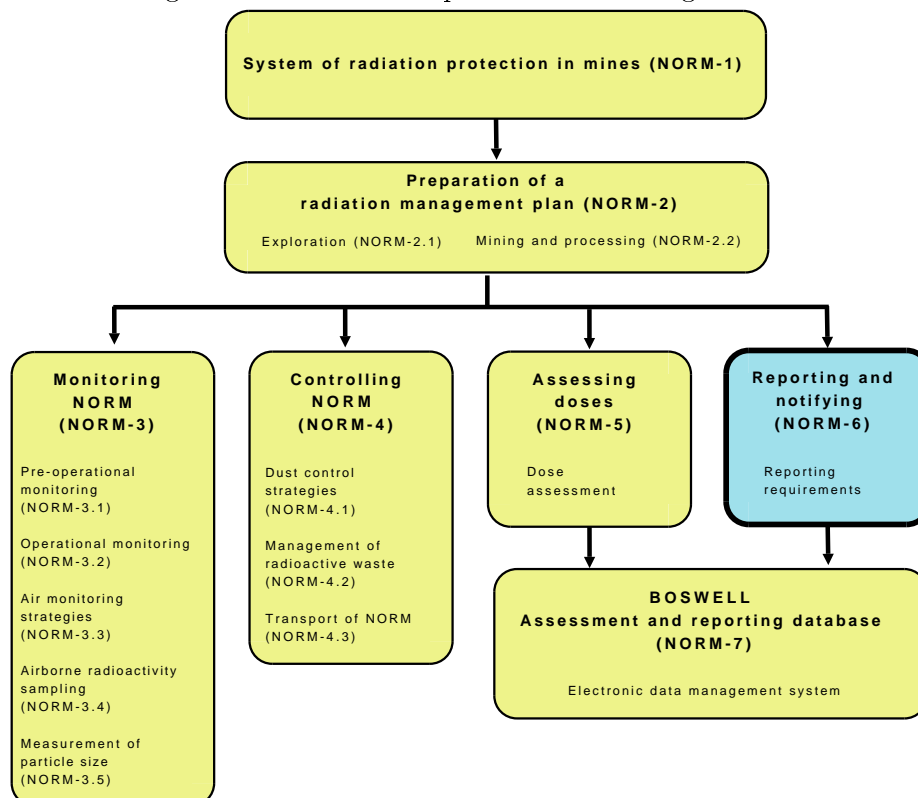 System of radiation protection in mines (NORM-1)
Preparation of a
radiation management plan (NORM-2)
Exploration (NORM-2.1) Mining and processing (NORM-2.2)
Monitoring
NORM
(NORM-3)
Pre-operational
monitoring
(NORM-3.1)
Operational monitoring
(NORM-3.2)
Air monitoring
strategies
(NORM-3.3)
Airborne radioactivity
sampling
(NORM-3.4)
Measurement of
particle size
(NORM-3.5)
Controlling
NORM
(NORM-4)
Dust control
strategies
(NORM-4.1)
Management of
radioactive waste
(NORM-4.2)
Transport of NORM
(NORM-4.3)
Assessing
doses
(NORM-5)
Dose
assessment
Reporting and
notifying
(NORM-6)
Reporting
requirements
BOSWELL
Assessment and reporting database
(NORM-7)
Electronic data management system